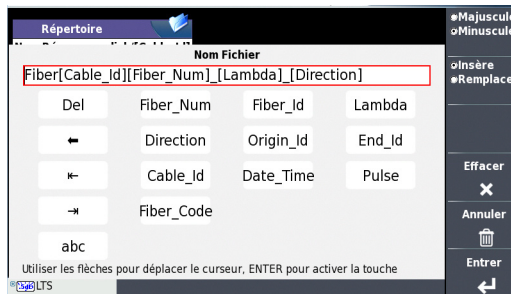 Répertoire
Nom Fichier
Fiber[Cable_Id][Fiber_Num]_[Lambda]_[Direction]
Del Fiber_Num Fiber_Id Lambda
Direction Origin_Id End_Id
Cable_Id Date_Time Pulse
Fiber_Code
abc
Utiliser les flèches pour déplacer le curseur, ENTER pour activer la touche
LTS
Majuscule
Minuscule
Insère
Remplace
Effacer
Annuler
Entrer